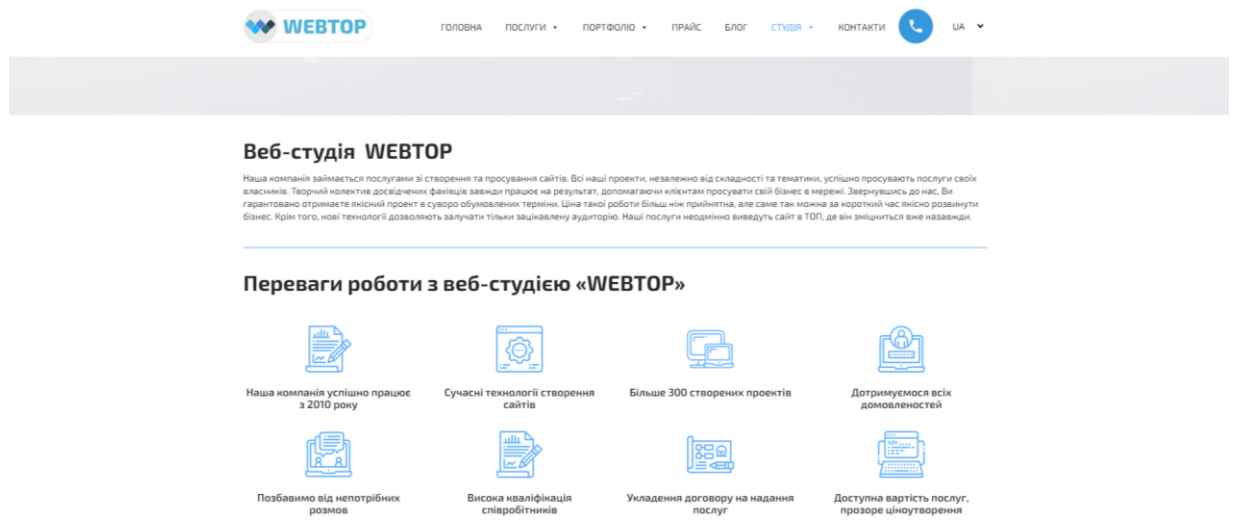 WEBTOP
ГОЛОВНА ПОСЛУГИ ПОРТФОЛІО ПРАЙС БЛОГ СТУДІЯ КОНТАКТИ UA
Веб-студія WEBTOP
Наша компанія займається послугами зі створення та просування сайтів. Всі наші проекти, незалежно від складності та тематики, успішно просувають послуги своїх
власників. Творчий колектив досвідчених фахівців завжди працює на результат, допомагаючи клієнтам просувати свій бізнес в мережі. Звернувшись до нас, Ви
гарантовано отримаєте якісний проект в суворо обумовлених терміни. Ціна такої роботи більш ніж прийнятна, але саме так можна за короткий час якісно розвинути
бізнес. Крім того, нові технології дозволяють залучати тільки зацікавлену аудиторію. Наші послуги неодмінно виведуть сайт в ТОП, де він зміцниться вже назавжди.
Переваги роботи з веб-студією «WEBTOP»
Наша компанія успішно працює
з 2010 року
Сучасні технології створення
сайтів
Більше 300 створених проектів
Дотримуємося всіх
домовленостей
Позбавимо від непотрібних
розмов
Висока кваліфікація
співробітників
Укладення договору на надання
послуг
Доступна вартість послуг,
прозоре ціноутворення